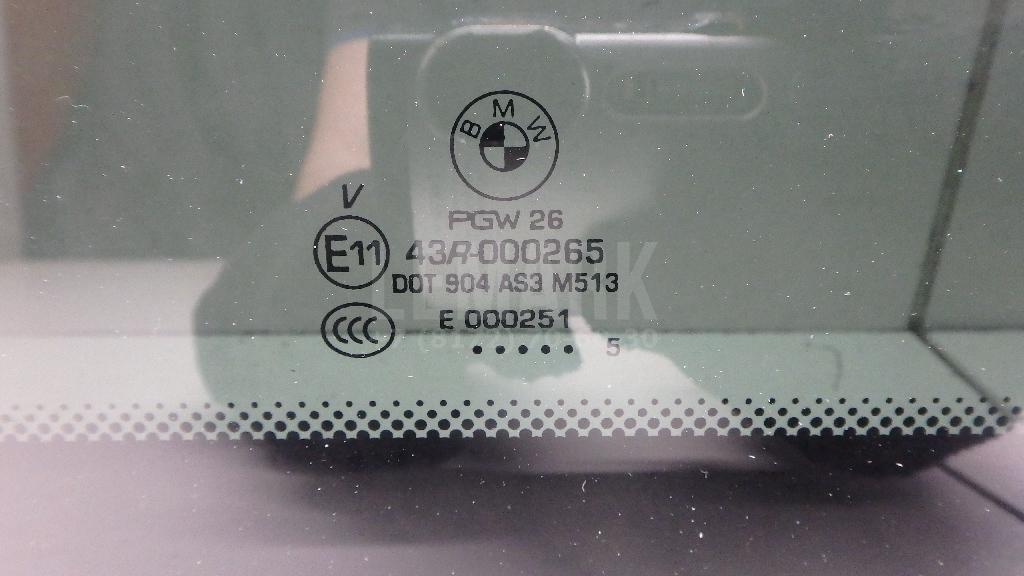 BMW
V
PGW 26
E11 43R-000265
DOT 904 AS3 M513
CCC E 000251
..... 5